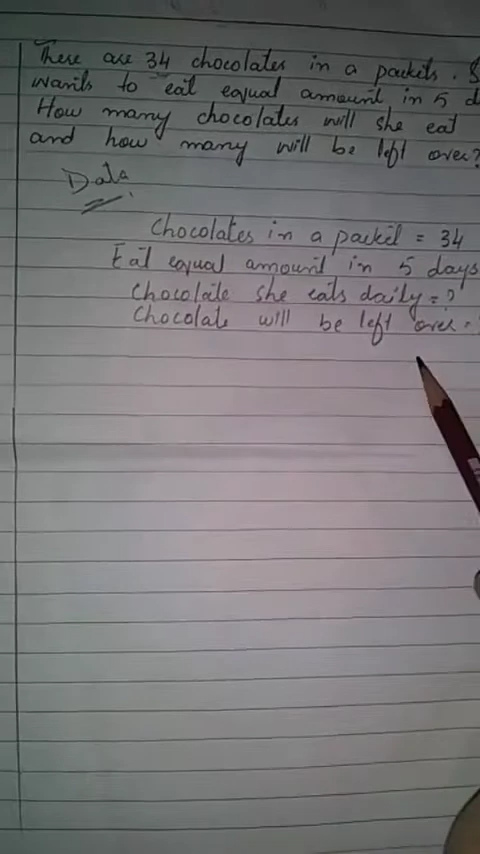 There are 34 chocolates in a packets. S
wants to eat equal amount in 5 d
How many chocolates will she eat
and how many will be left over?
Data
Chocolates in a packet = 34
Eat equal amount in 5 days
Chocolate she eats daily = ?
Chocolate will be left over = ?